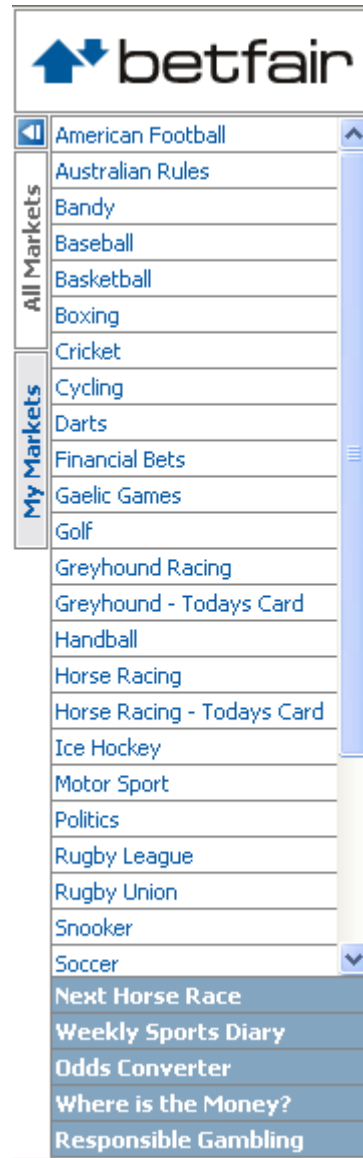 betfair
All Markets
My Markets
American Football
Australian Rules
Bandy
Baseball
Basketball
Boxing
Cricket
Cycling
Darts
Financial Bets
Gaelic Games
Golf
Greyhound Racing
Greyhound - Todays Card
Handball
Horse Racing
Horse Racing - Todays Card
Ice Hockey
Motor Sport
Politics
Rugby League
Rugby Union
Snooker
Soccer
Next Horse Race
Weekly Sports Diary
Odds Converter
Where is the Money?
Responsible Gambling